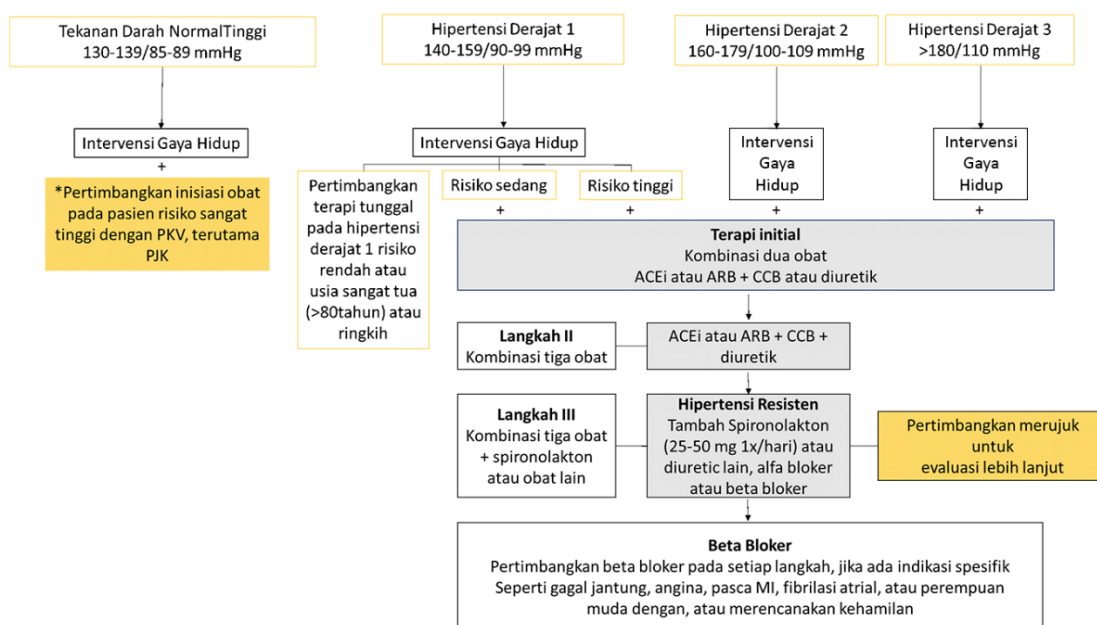 Tekanan Darah NormalTinggi
130-139/85-89 mmHg
Hipertensi Derajat 1
140-159/90-99 mmHg
Hipertensi Derajat 2
160-179/100-109 mmHg
Hipertensi Derajat 3
>180/110 mmHg
Intervensi Gaya Hidup
+
*Pertimbangkan inisiasi obat
pada pasien risiko sangat
tinggi dengan PKV, terutama
PJK
Intervensi Gaya Hidup
Pertimbangkan
terapi tunggal
pada hipertensi
derajat 1 risiko
rendah atau
usia sangat tua
(>80tahun) atau
ringkih
Risiko sedang
+
Risiko tinggi
+
Intervensi
Gaya
Hidup
+
Intervensi
Gaya
Hidup
+
Terapi initial
Kombinasi dua obat
ACEi atau ARB + CCB atau diuretik
Langkah II
Kombinasi tiga obat
ACEi atau ARB + CCB +
diuretik
Langkah III
Kombinasi tiga obat
+ spironolakton
atau obat lain
Hipertensi Resisten
Tambah Spironolakton
(25-50 mg 1x/hari) atau
diuretic lain, alfa bloker
atau beta bloker
Pertimbangkan merujuk
untuk
evaluasi lebih lanjut
Beta Bloker
Pertimbangkan beta bloker pada setiap langkah, jika ada indikasi spesifik
Seperti gagal jantung, angina, pasca MI, fibrilasi atrial, atau perempuan
muda dengan, atau merencanakan kehamilan